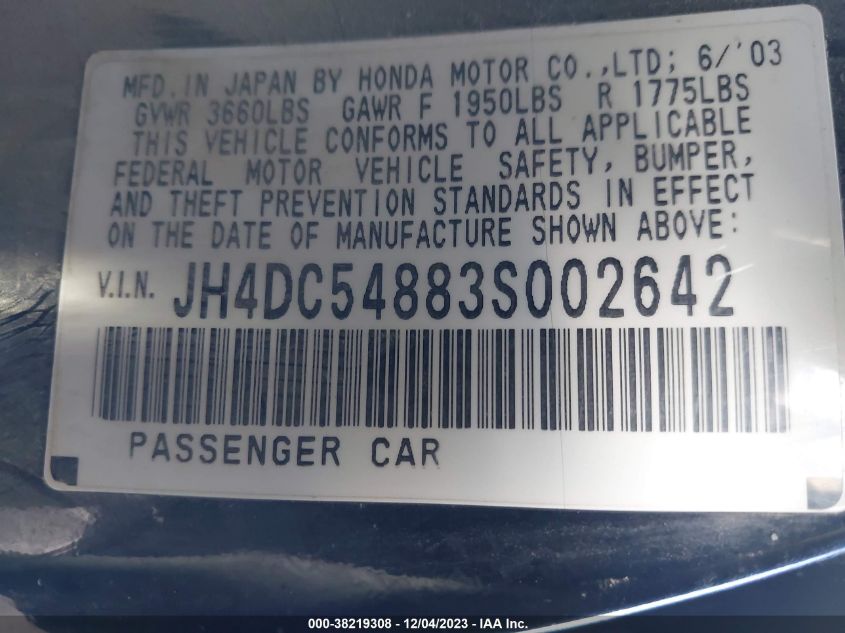 MFD. IN JAPAN BY HONDA MOTOR CO.,LTD; 6/'03
GVWR 3660LBS GAWR F 1950LBS R 1775LBS
THIS VEHICLE CONFORMS TO ALL APPLICABLE
FEDERAL MOTOR VEHICLE SAFETY, BUMPER,
AND THEFT PREVENTION STANDARDS IN EFFECT
ON THE DATE OF MANUFACTURE SHOWN ABOVE:
V.I.N. JH4DC54883S002642
PASSENGER CAR
000-38219308 - 12/04/2023 - IAA Inc.